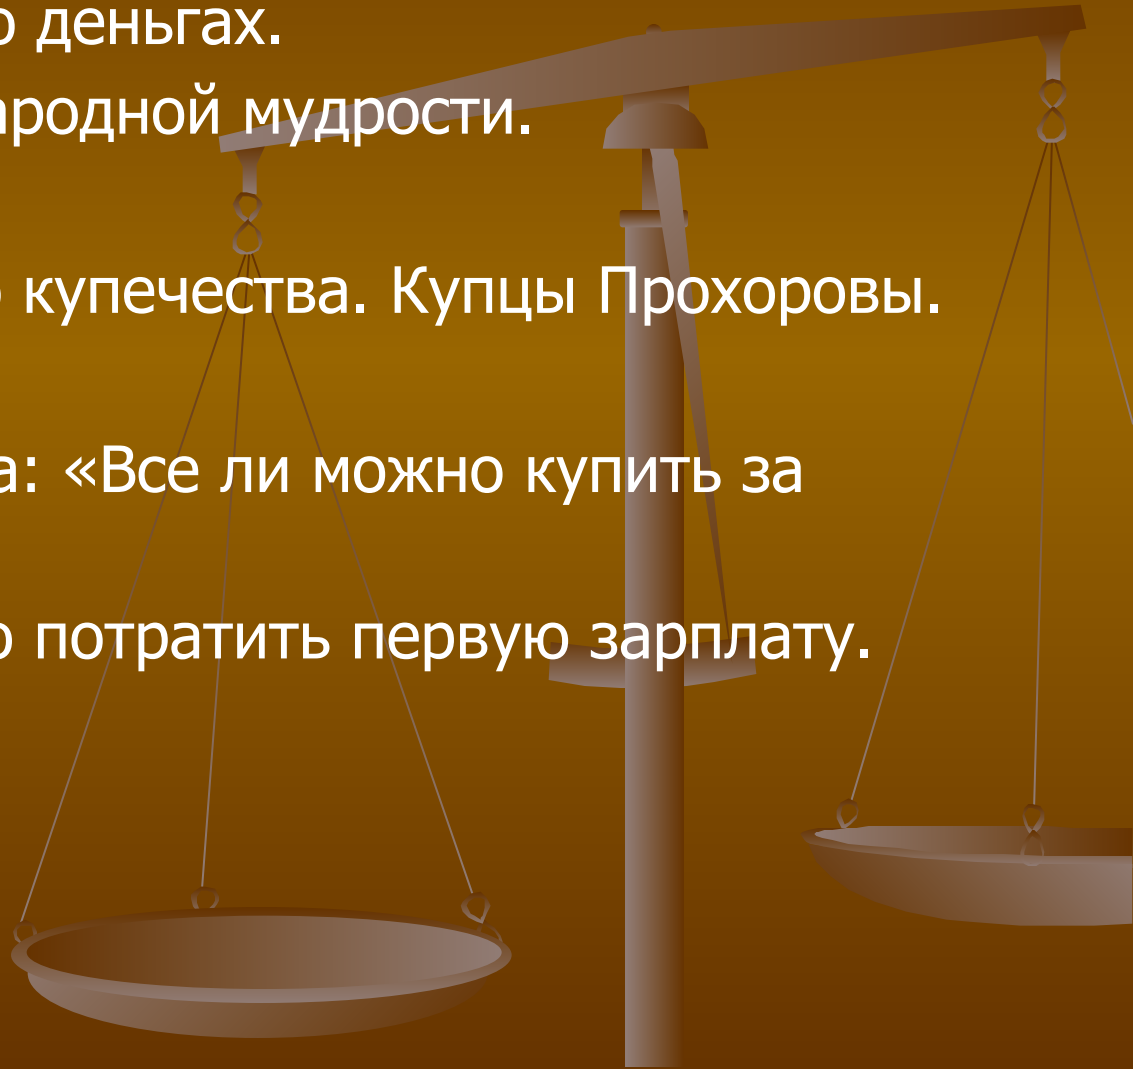 о деньгах.
ародной мудрости.
о купечества. Купцы Прохоровы.
а: «Все ли можно купить за
о потратить первую зарплату.